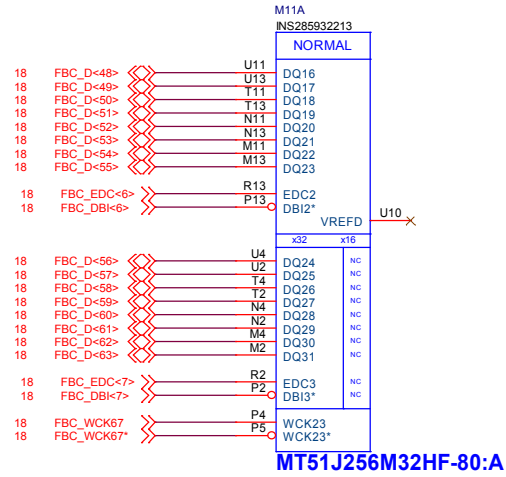 M11A
INS285932213
NORMAL
18 FBC_D<48> U11 DQ16
18 FBC_D<49> U13 DQ17
18 FBC_D<50> T11 DQ18
18 FBC_D<51> T13 DQ19
18 FBC_D<52> N11 DQ20
18 FBC_D<53> N13 DQ21
18 FBC_D<54> M11 DQ22
18 FBC_D<55> M13 DQ23
18 FBC_EDC<6> R13 EDC2
18 FBC_DBI<6> P13 DBI2*
VREFD U10
x32 x16
18 FBC_D<56> U4 DQ24 NC
18 FBC_D<57> U2 DQ25 NC
18 FBC_D<58> T4 DQ26 NC
18 FBC_D<59> T2 DQ27 NC
18 FBC_D<60> N4 DQ28 NC
18 FBC_D<61> N2 DQ29 NC
18 FBC_D<62> M4 DQ30 NC
18 FBC_D<63> M2 DQ31 NC
18 FBC_EDC<7> R2 EDC3 NC
18 FBC_DBI<7> P2 DBI3* NC
18 FBC_WCK67 P4 WCK23
18 FBC_WCK67* P5 WCK23*
MT51J256M32HF-80:A